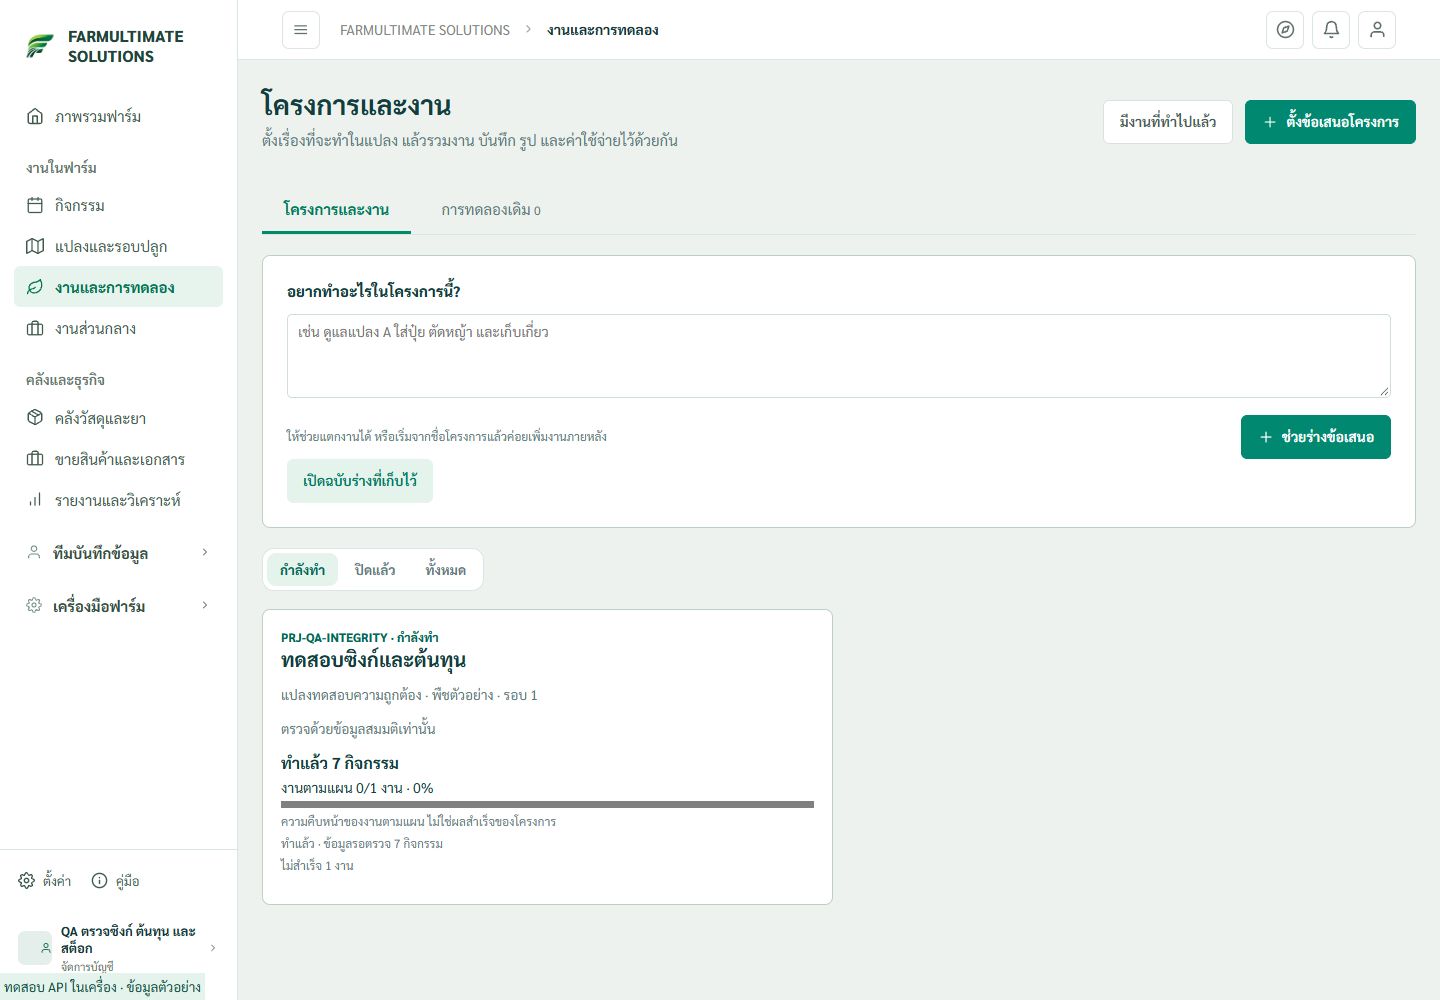 FARMULTIMATE
SOLUTIONS
ภาพรวมฟาร์ม
งานในฟาร์ม
กิจกรรม
แปลงและรอบปลูก
งานและการทดลอง
งานส่วนกลาง
คลังและธุรกิจ
คลังวัสดุและยา
ขายสินค้าและเอกสาร
รายงานและวิเคราะห์
ทีมบันทึกข้อมูล
เครื่องมือฟาร์ม
ตั้งค่า
คู่มือ
QA ตรวจซิงก์ ต้นทุน และ
สต็อก
จัดการบัญชี
ทดสอบ API ในเครื่อง · ข้อมูลตัวอย่าง
FARMULTIMATE SOLUTIONS
งานและการทดลอง
โครงการและงาน
ตั้งเรื่องที่จะทำในแปลง แล้วรวมงาน บันทึก รูป และค่าใช้จ่ายไว้ด้วยกัน
มีงานที่ทำไปแล้ว
ตั้งข้อเสนอโครงการ
โครงการและงาน
การทดลองเดิม 0
อยากทำอะไรในโครงการนี้?
เช่น ดูแลแปลง A ใส่ปุ๋ย ตัดหญ้า และเก็บเกี่ยว
ให้ช่วยแตกงานได้ หรือเริ่มจากชื่อโครงการแล้วค่อยเพิ่มงานภายหลัง
ช่วยร่างข้อเสนอ
เปิดฉบับร่างที่เก็บไว้
กำลังทำ
ปิดแล้ว
ทั้งหมด
PRJ-QA-INTEGRITY · กำลังทำ
ทดสอบซิงก์และต้นทุน
แปลงทดสอบความถูกต้อง · พืชตัวอย่าง · รอบ 1
ตรวจด้วยข้อมูลสมมติเท่านั้น
ทำแล้ว 7 กิจกรรม
งานตามแผน 0/1 งาน · 0%
ความคืบหน้าของงานตามแผน ไม่ใช่ผลสำเร็จของโครงการ
ทำแล้ว · ข้อมูลรอตรวจ 7 กิจกรรม
ไม่สำเร็จ 1 งาน